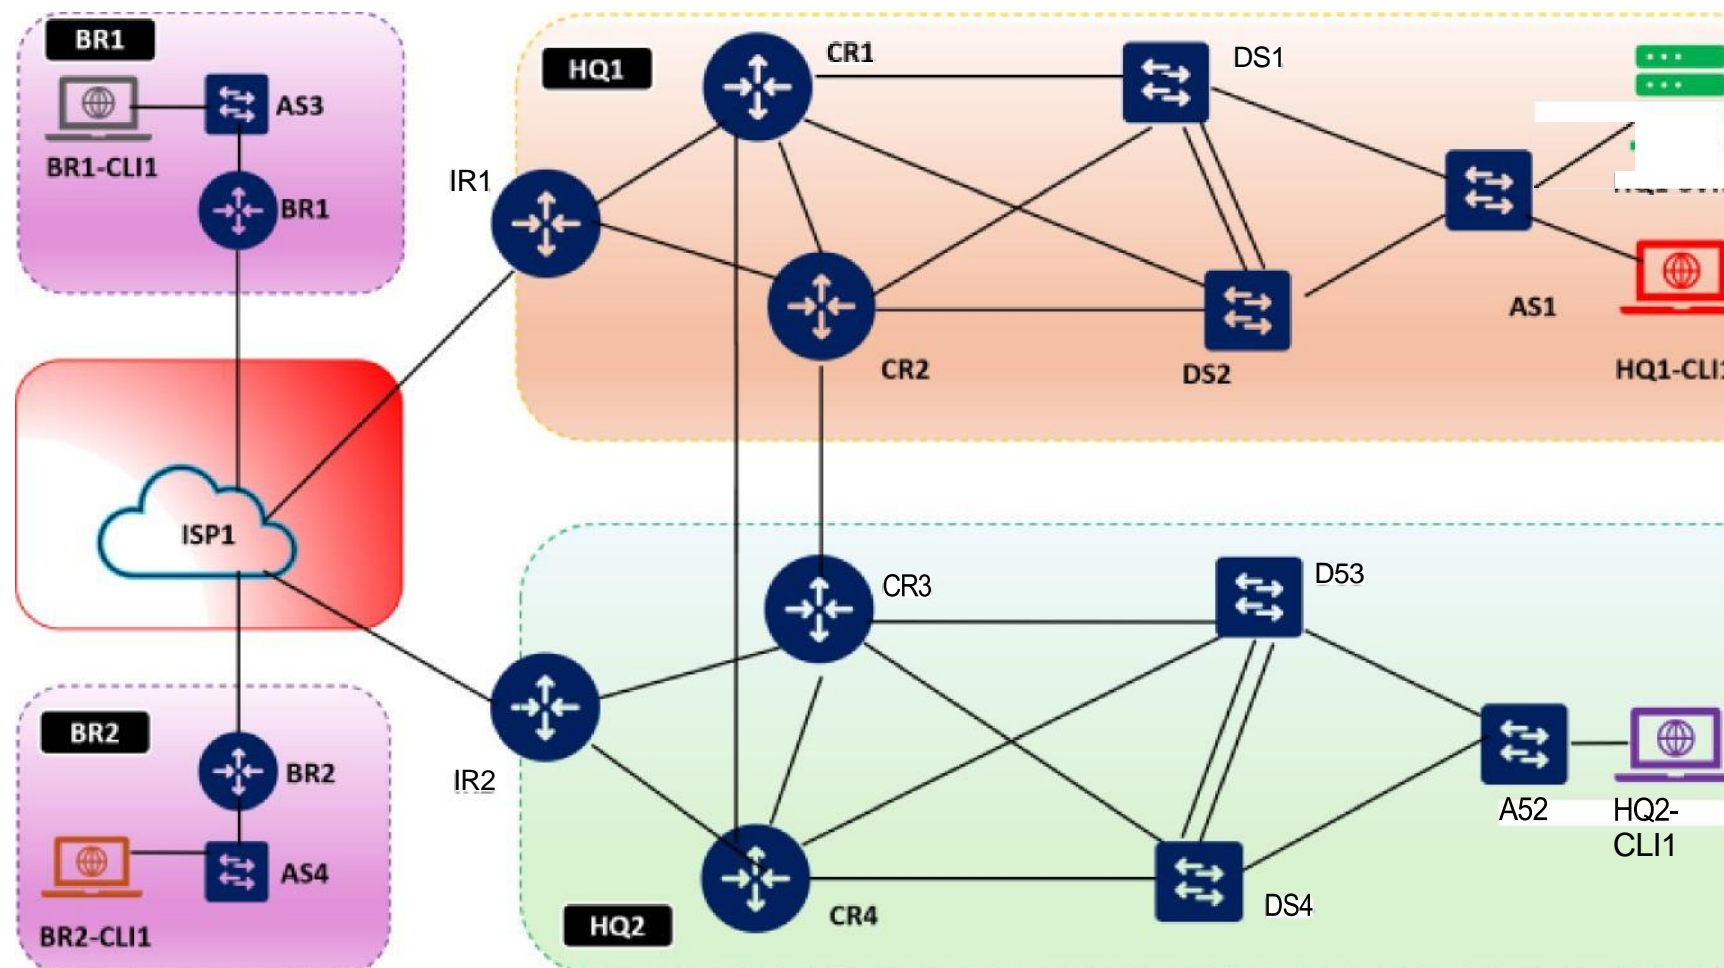 BR1
AS3
BR1-CLI1
BR1
HQ1
CR1
DS1
IR1
CR2
DS2
AS1
HQ1-CLI1
ISP1
BR2
BR2
AS4
BR2-CLI1
CR3
D53
IR2
A52
HQ2-
CLI1
CR4
DS4
HQ2